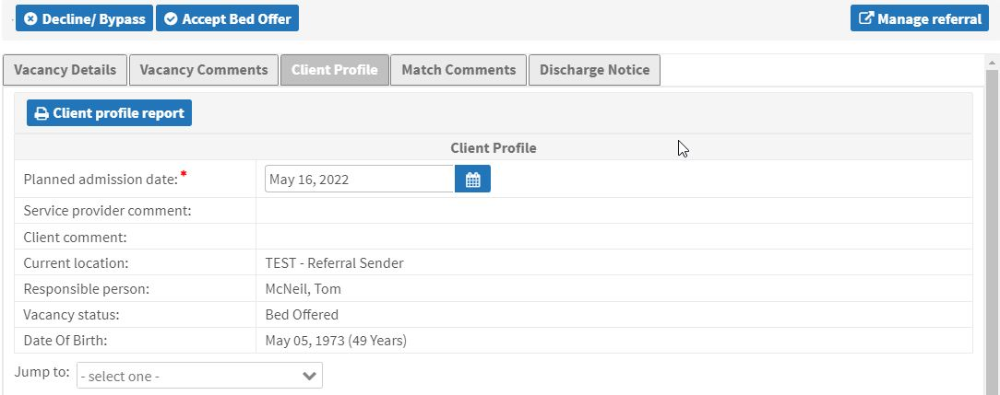 Decline/ Bypass Accept Bed Offer Manage referral
Vacancy Details Vacancy Comments Client Profile Match Comments Discharge Notice
Client profile report
Client Profile
Planned admission date: * May 16, 2022
Service provider comment:
Client comment:
Current location: TEST - Referral Sender
Responsible person: McNeil, Tom
Vacancy status: Bed Offered
Date Of Birth: May 05, 1973 (49 Years)
Jump to: - select one -